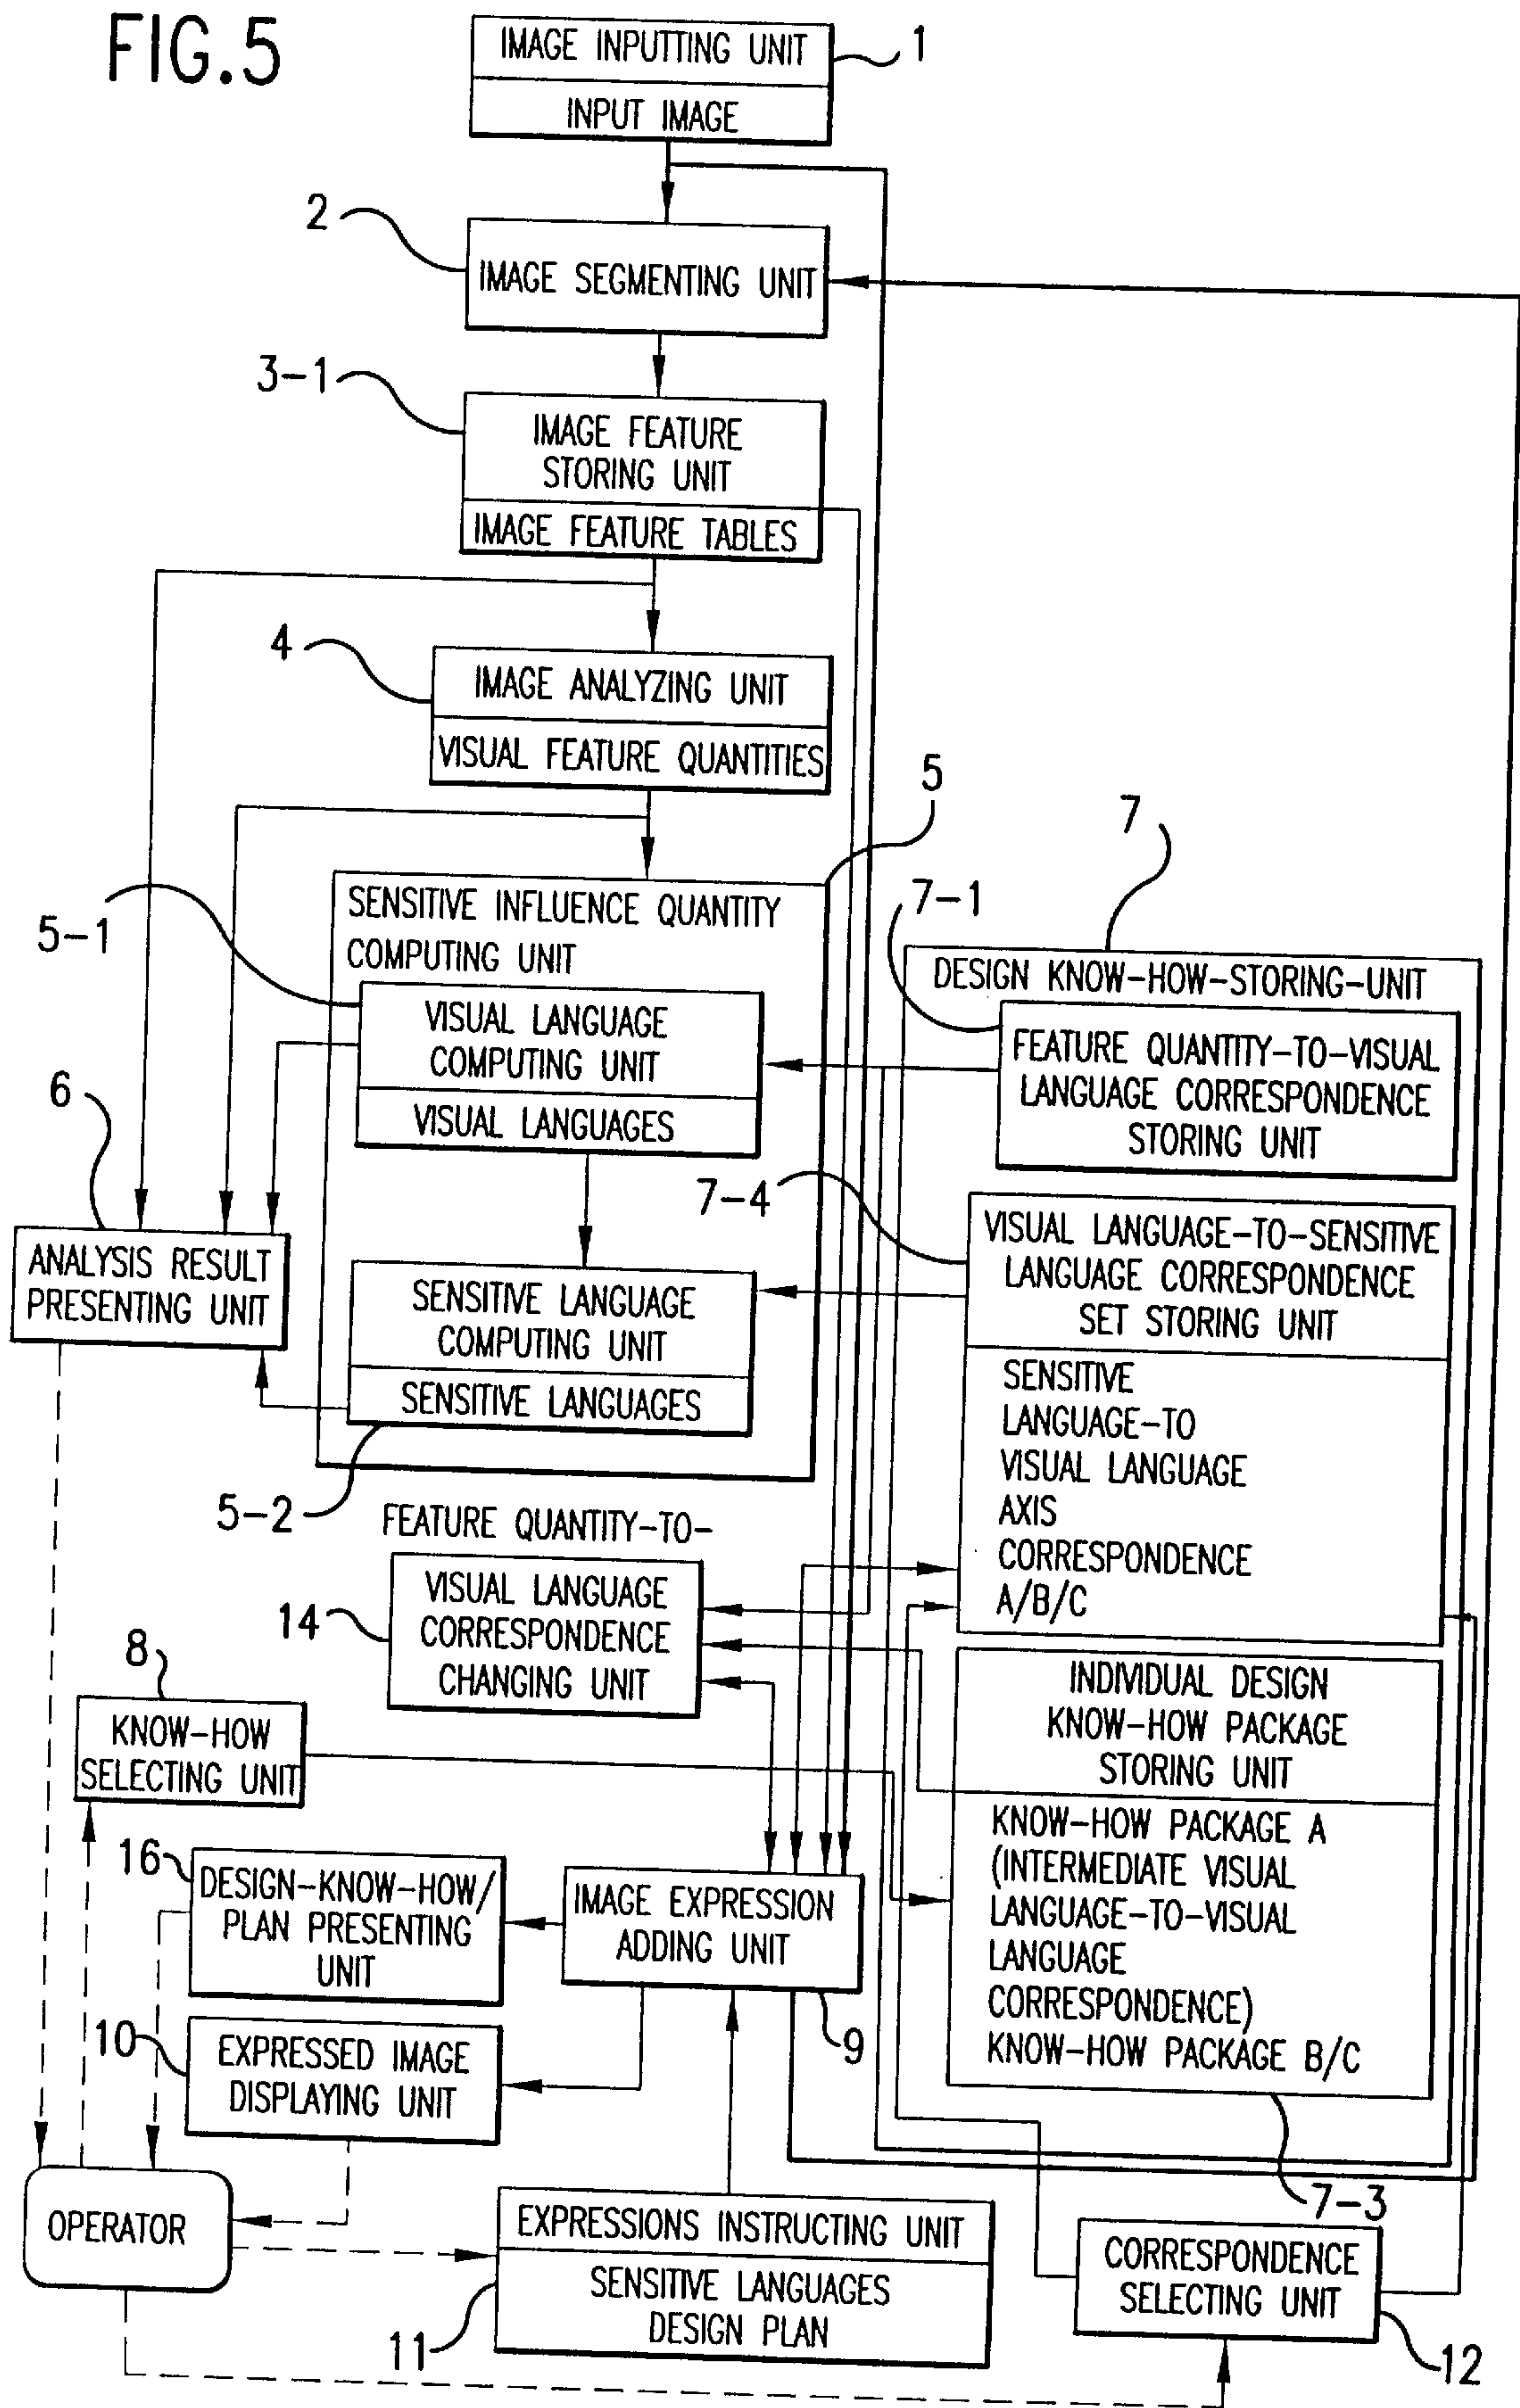 FIG.5
IMAGE INPUTTING UNIT
1
INPUT IMAGE
2
IMAGE SEGMENTING UNIT
3-1
IMAGE FEATURE
STORING UNIT
IMAGE FEATURE TABLES
4
IMAGE ANALYZING UNIT
VISUAL FEATURE QUANTITIES
5
SENSITIVE INFLUENCE QUANTITY
COMPUTING UNIT
5-1
VISUAL LANGUAGE
COMPUTING UNIT
VISUAL LANGUAGES
6
ANALYSIS RESULT
PRESENTING UNIT
SENSITIVE LANGUAGE
COMPUTING UNIT
SENSITIVE LANGUAGES
5-2
7
DESIGN KNOW-HOW-STORING-UNIT
7-1
FEATURE QUANTITY-TO-VISUAL
LANGUAGE CORRESPONDENCE
STORING UNIT
7-4
VISUAL LANGUAGE-TO-SENSITIVE
LANGUAGE CORRESPONDENCE
SET STORING UNIT
SENSITIVE
LANGUAGE-TO
VISUAL LANGUAGE
AXIS
CORRESPONDENCE
A/B/C
FEATURE QUANTITY-TO-
VISUAL LANGUAGE
CORRESPONDENCE
CHANGING UNIT
14
8
KNOW-HOW
SELECTING UNIT
INDIVIDUAL DESIGN
KNOW-HOW PACKAGE
STORING UNIT
KNOW-HOW PACKAGE A
(INTERMEDIATE VISUAL
LANGUAGE-TO-VISUAL
LANGUAGE
CORRESPONDENCE)
KNOW-HOW PACKAGE B/C
7-3
16
DESIGN-KNOW-HOW/
PLAN PRESENTING
UNIT
IMAGE EXPRESSION
ADDING UNIT
9
10
EXPRESSED IMAGE
DISPLAYING UNIT
OPERATOR
EXPRESSIONS INSTRUCTING UNIT
SENSITIVE LANGUAGES
DESIGN PLAN
11
CORRESPONDENCE
SELECTING UNIT
12